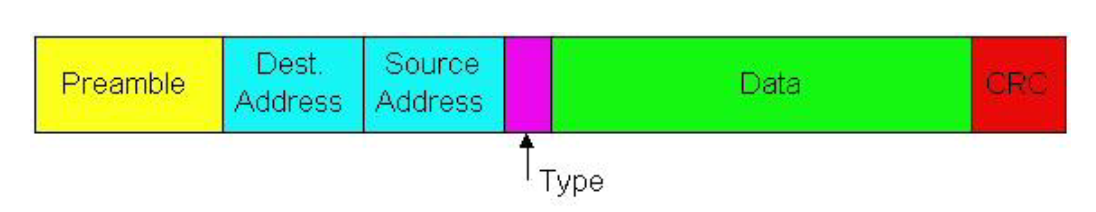 Preamble
Dest.
Address
Source
Address
Data
CRC
Type